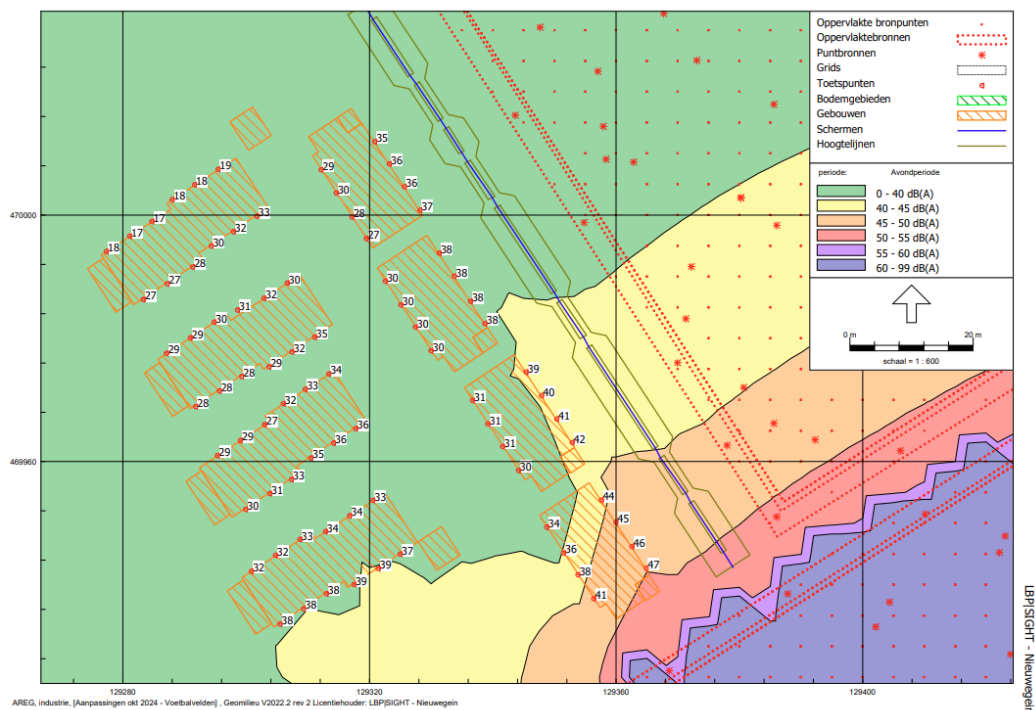 Oppervlakte bronpunten
Oppervlaktebronnen
Puntbronnen
Grids
Toetspunten
Bodemgebieden
Gebouwen
Schermen
Hoogtelijnen
periode: Avondperiode
0 - 40 dB(A)
40 - 45 dB(A)
45 - 50 dB(A)
50 - 55 dB(A)
55 - 60 dB(A)
60 - 99 dB(A)
0 m 20 m
schaal = 1 : 600
35
29 36
19
18 30 36
18 28 37
470000
17 33
17 32 27
18 30 38
28 30 38
27
27 30 32 30 38
31
30 30 38
29 35
29 32 30
29 39
28 34 31 40
28 33
32 31 41
27 36
29 31 42
29 36
35 30
469960
33
31 33 44
30 34 34 45
34
33 36 46
32 37
31 39 38 47
39
38 41
38
38
129280 129320 129360 129400
LBP|SIGHT - Nieuwegein
AREG, industrie, [Aanpassingen okt 2024 - Voetbalvelden] , Geomilieu V2022.2 rev 2 Licentiehouder: LBP|SIGHT - Nieuwegein